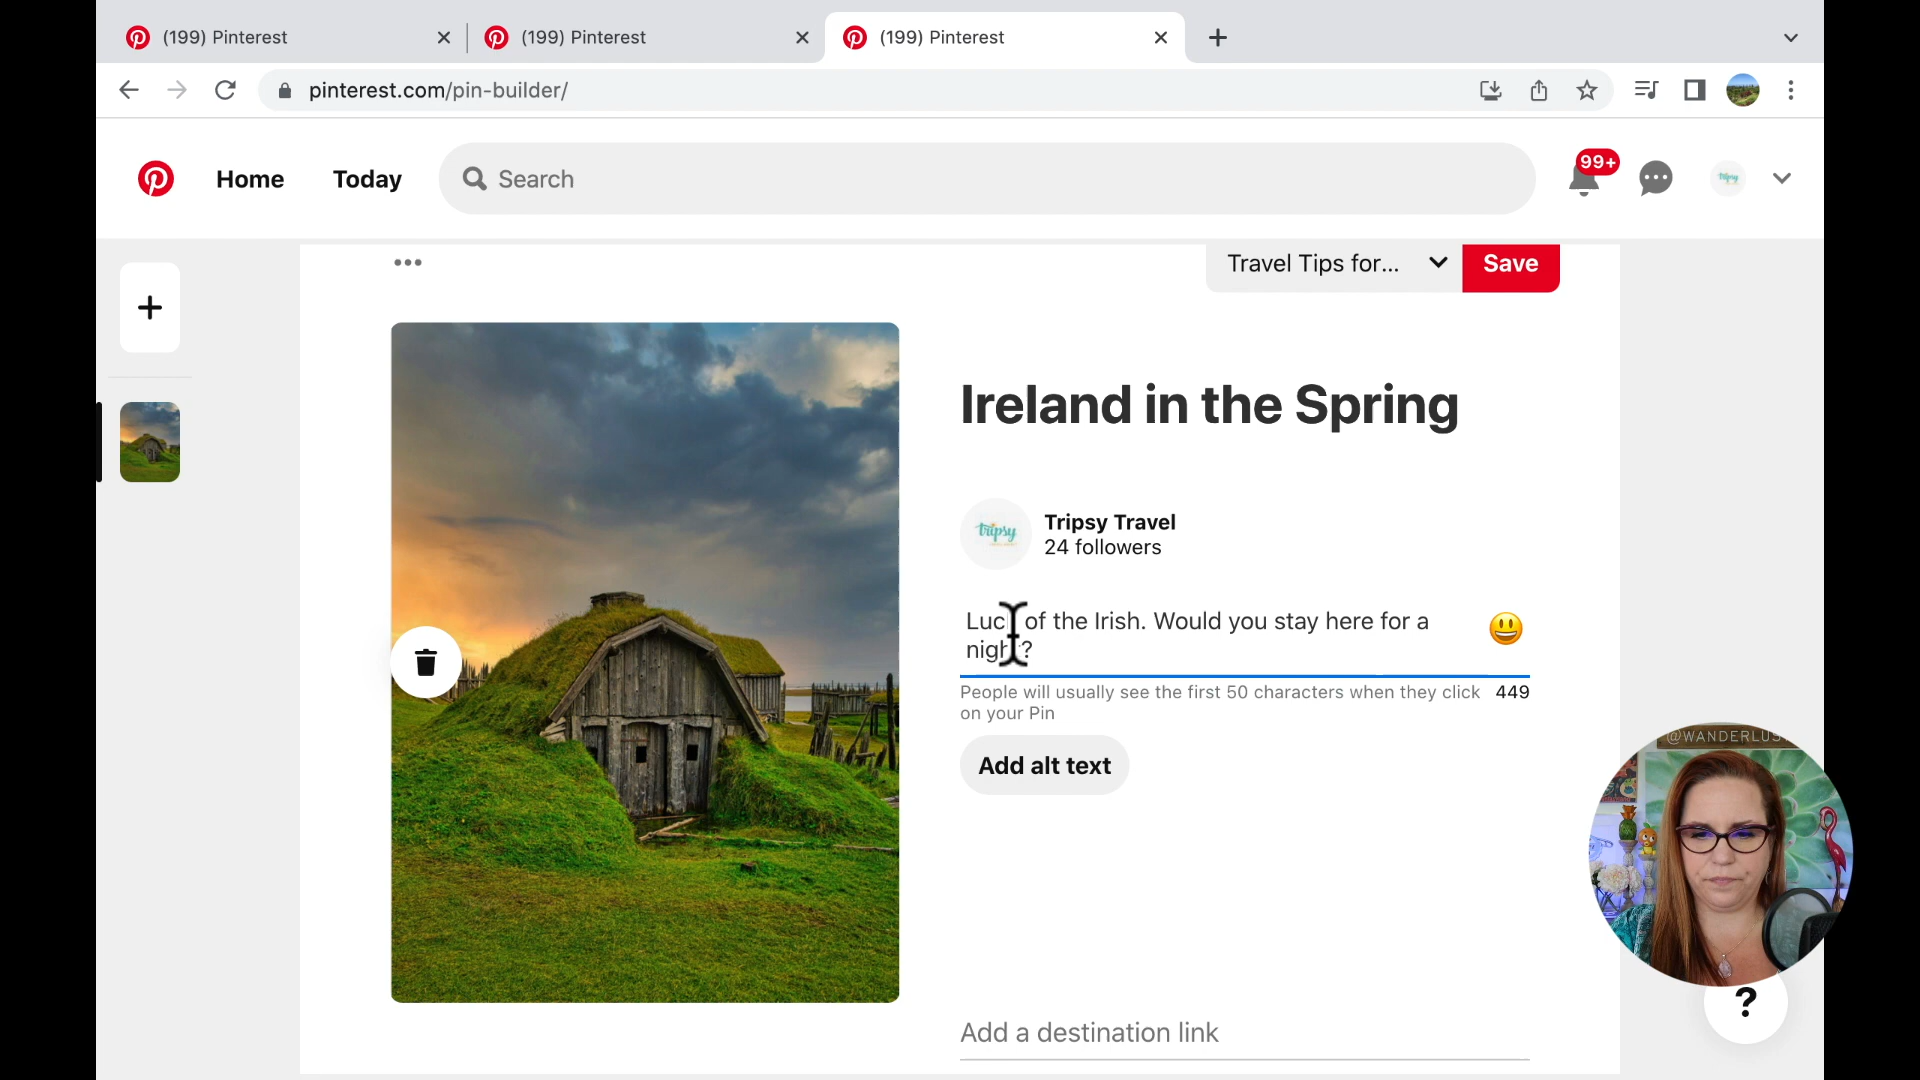 (199) Pinterest
(199) Pinterest
(199) Pinterest
pinterest.com/pin-builder/
Home
Today
Search
99+
Travel Tips for...
Save
Ireland in the Spring
tripsy
Tripsy Travel
24 followers
of the Irish. Would you stay here for a
People will usually see the first 50 characters when they click
on your Pin
449
Add alt text
@WANDERLUS
?
Add a destination link